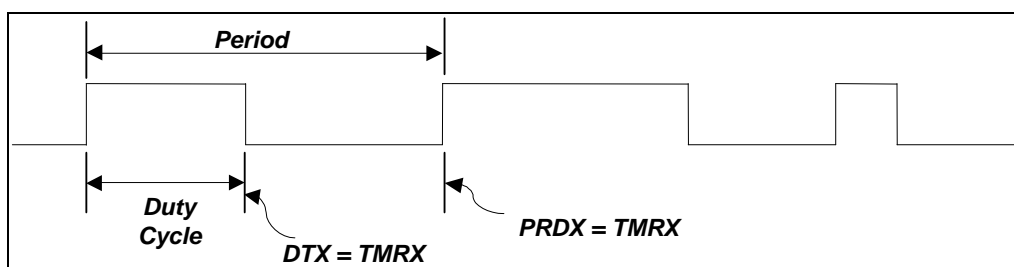 Period
Duty
Cycle
DTX = TMRX
PRDX = TMRX